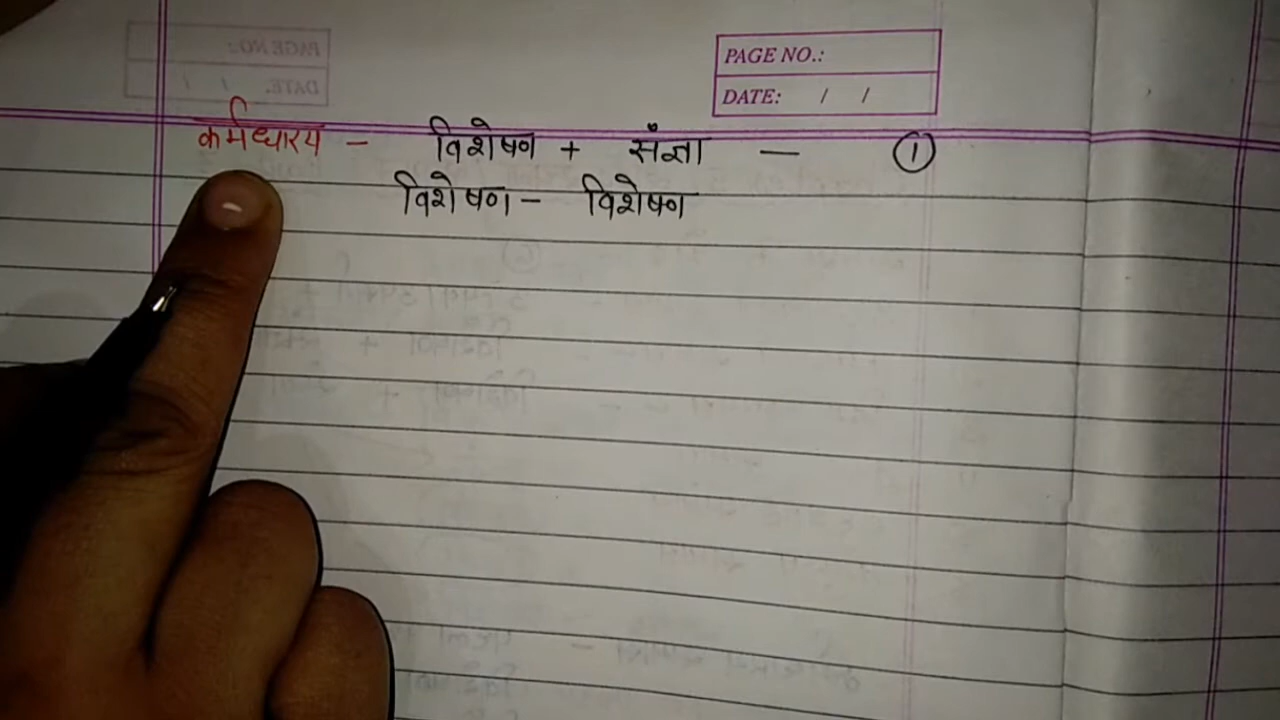 PAGE NO.:
DATE: / /
कर्मध्धारय - विशेषण + संज्ञा — ①
विशेषण - विशेषण